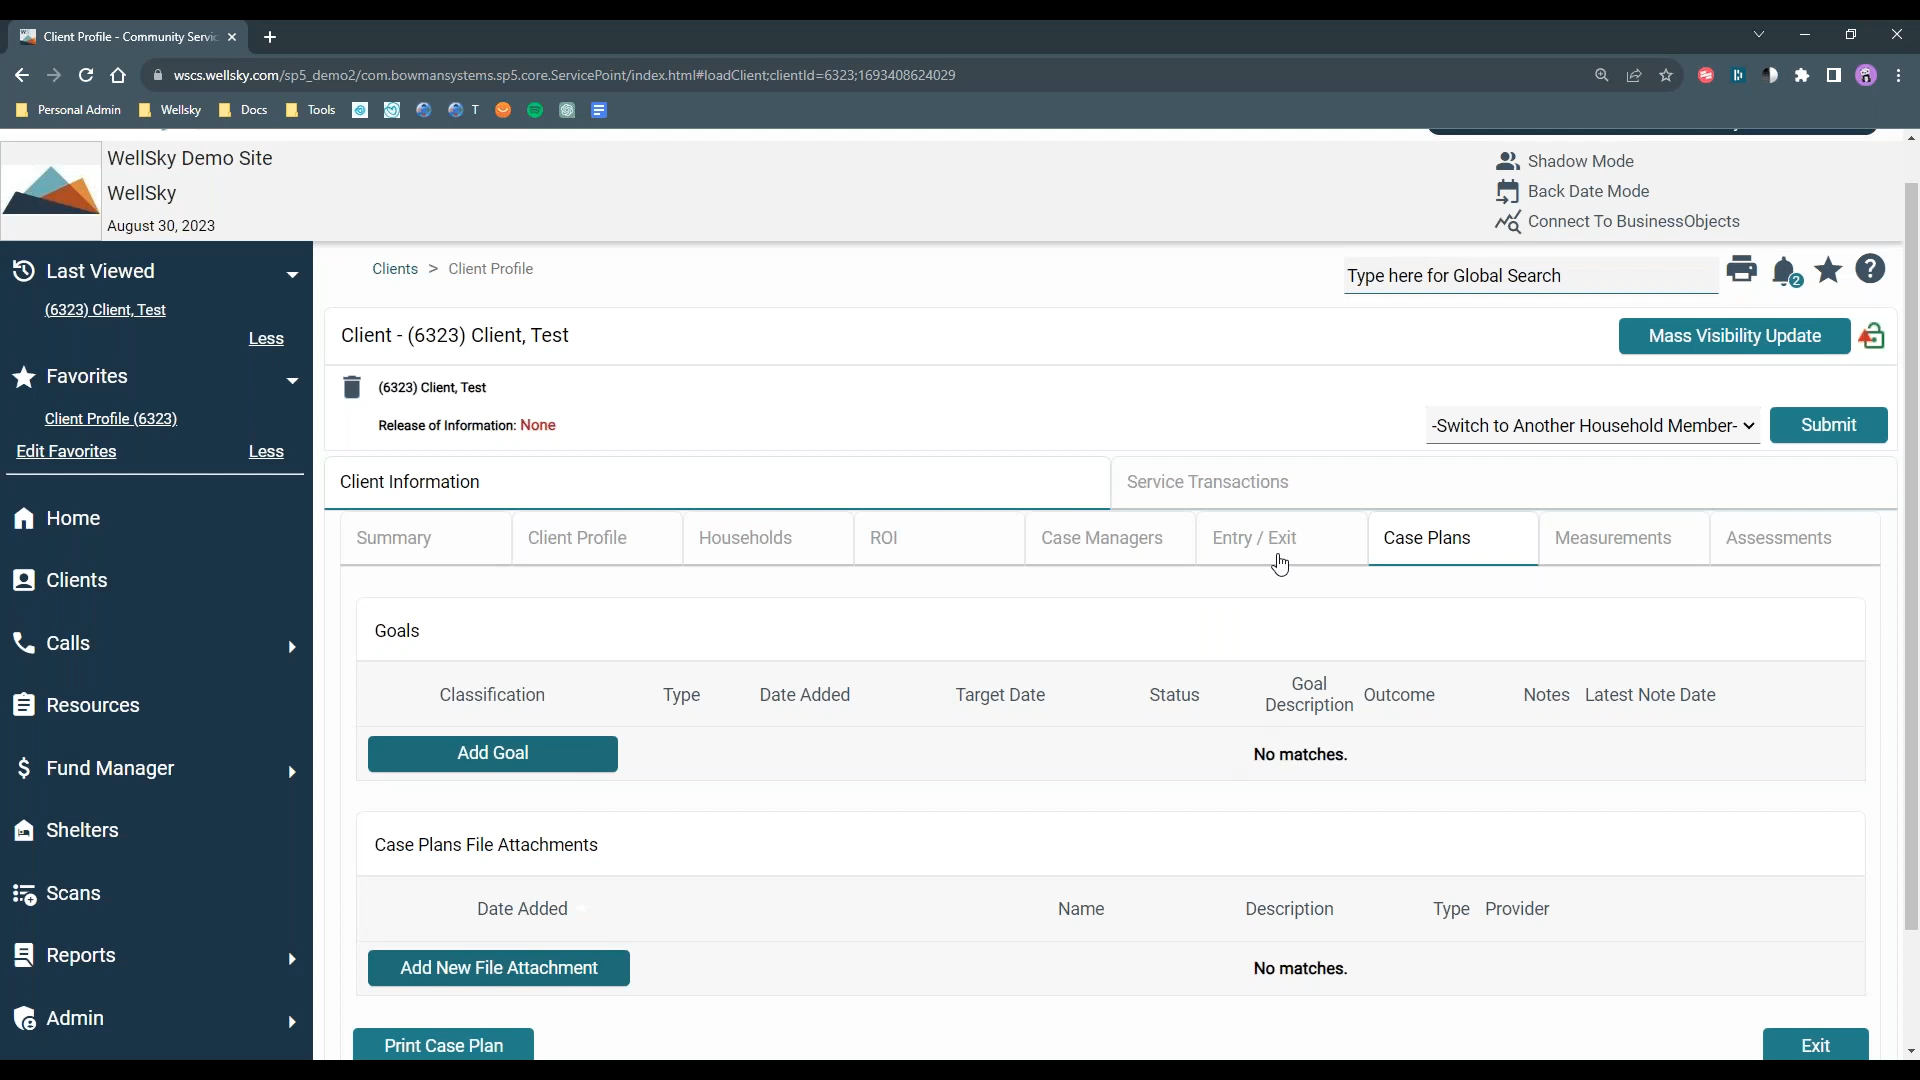 Client Profile - Community Servic
wscs.wellsky.com/sp5_demo2/com.bowmansystems.sp5.core.ServicePoint/index.html#loadClient;clientId=6323;1693408624029
Personal Admin Wellsky Docs Tools T
WellSky Demo Site
WellSky
August 30, 2023
Shadow Mode
Back Date Mode
Connect To BusinessObjects
Last Viewed
(6323) Client, Test
Less
Favorites
Client Profile (6323)
Edit Favorites Less
Home
Clients
Calls
Resources
Fund Manager
Shelters
Scans
Reports
Admin
Clients > Client Profile
Type here for Global Search
2
Client - (6323) Client, Test
Mass Visibility Update
(6323) Client, Test
Release of Information: None
-Switch to Another Household Member-
Submit
Client Information Service Transactions
Summary Client Profile Households ROI Case Managers Entry / Exit Case Plans Measurements Assessments
Goals
Classification Type Date Added Target Date Status Goal Description Outcome Notes Latest Note Date
Add Goal No matches.
Case Plans File Attachments
Date Added Name Description Type Provider
Add New File Attachment No matches.
Print Case Plan Exit